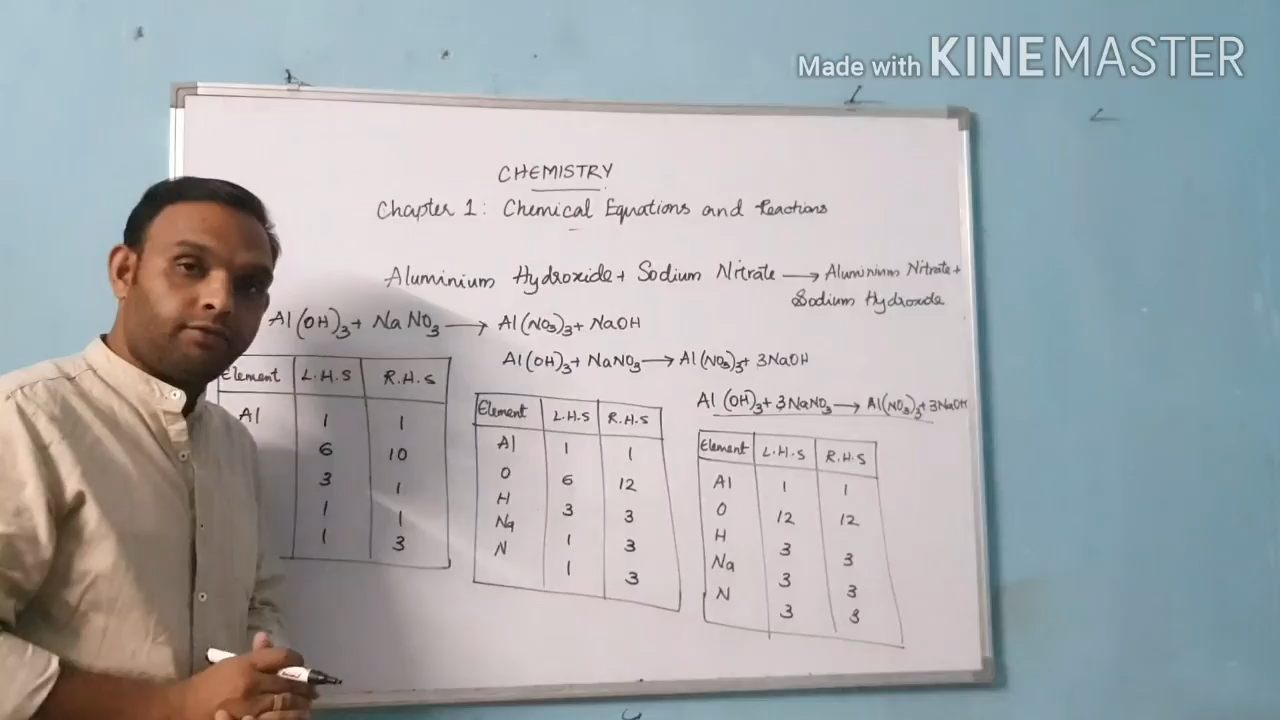 Made with KINEMASTER
CHEMISTRY
Chapter 1: Chemical Equations and Reactions
Aluminium Hydroxide + Sodium Nitrate → Aluminium Nitrate +
Sodium Hydroxide
Al(OH)₃ + NaNO₃ → Al(NO₃)₃ + NaOH
Element L.H.S R.H.S
Al 1 1
6 10
3 1
1 1
1 3
Al(OH)₃ + NaNO₃ → Al(NO₃)₃ + 3NaOH
Element L.H.S R.H.S
Al 1 1
O 6 12
H 3 3
Na 1 3
N 1 3
Al(OH)₃ + 3NaNO₃ → Al(NO₃)₃ + 3NaOH
Element L.H.S R.H.S
Al 1 1
O 12 12
H 3 3
Na 3 3
N 3 3